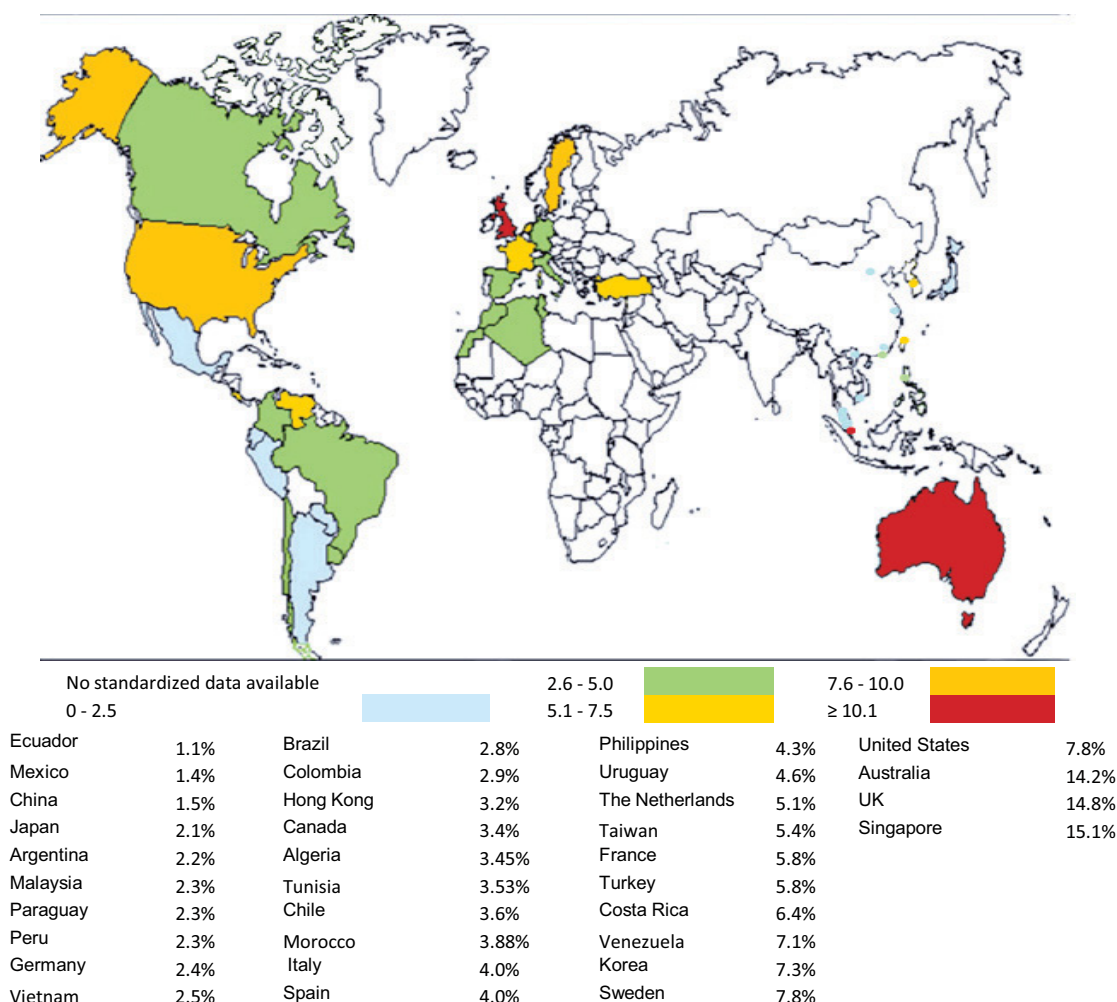 No standardized data available 2.6 - 5.0 7.6 - 10.0
0 - 2.5 5.1 - 7.5 ≥ 10.1
Ecuador 1.1% Brazil 2.8% Philippines 4.3% United States 7.8%
Mexico 1.4% Colombia 2.9% Uruguay 4.6% Australia 14.2%
China 1.5% Hong Kong 3.2% The Netherlands 5.1% UK 14.8%
Japan 2.1% Canada 3.4% Taiwan 5.4% Singapore 15.1%
Argentina 2.2% Algeria 3.45% France 5.8%
Malaysia 2.3% Tunisia 3.53% Turkey 5.8%
Paraguay 2.3% Chile 3.6% Costa Rica 6.4%
Peru 2.3% Morocco 3.88% Venezuela 7.1%
Germany 2.4% Italy 4.0% Korea 7.3%
Vietnam 2.5% Spain 4.0% Sweden 7.8%